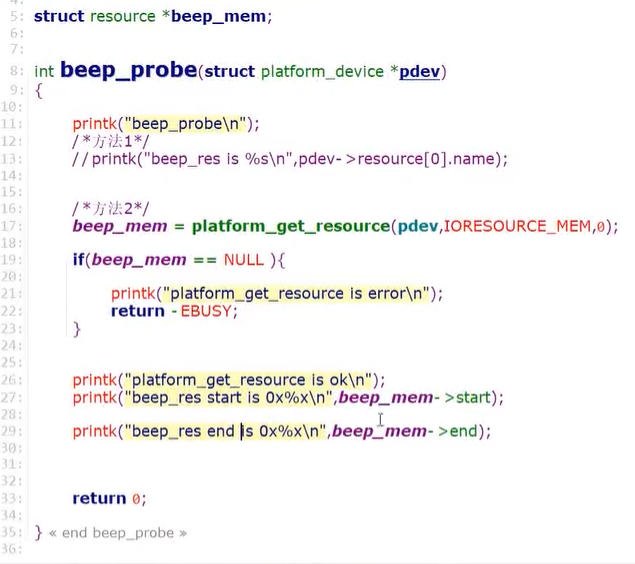 5: struct resource *beep_mem;
6:
7:
8: int beep_probe(struct platform_device *pdev)
9: {
10:
11: printk("beep_probe\n");
12: /*方法1*/
13: //printk("beep_res is %s\n",pdev->resource[0].name);
14:
15:
16: /*方法2*/
17: beep_mem = platform_get_resource(pdev,IORESOURCE_MEM,0);
18:
19: if(beep_mem == NULL ){
20:
21: printk("platform_get_resource is error\n");
22: return -EBUSY;
23: }
24:
25:
26: printk("platform_get_resource is ok\n");
27: printk("beep_res start is 0x%x\n",beep_mem->start);
28:
29: printk("beep_res end is 0x%x\n",beep_mem->end);
30:
31:
32:
33: return 0;
34:
35: } « end beep_probe »
36: